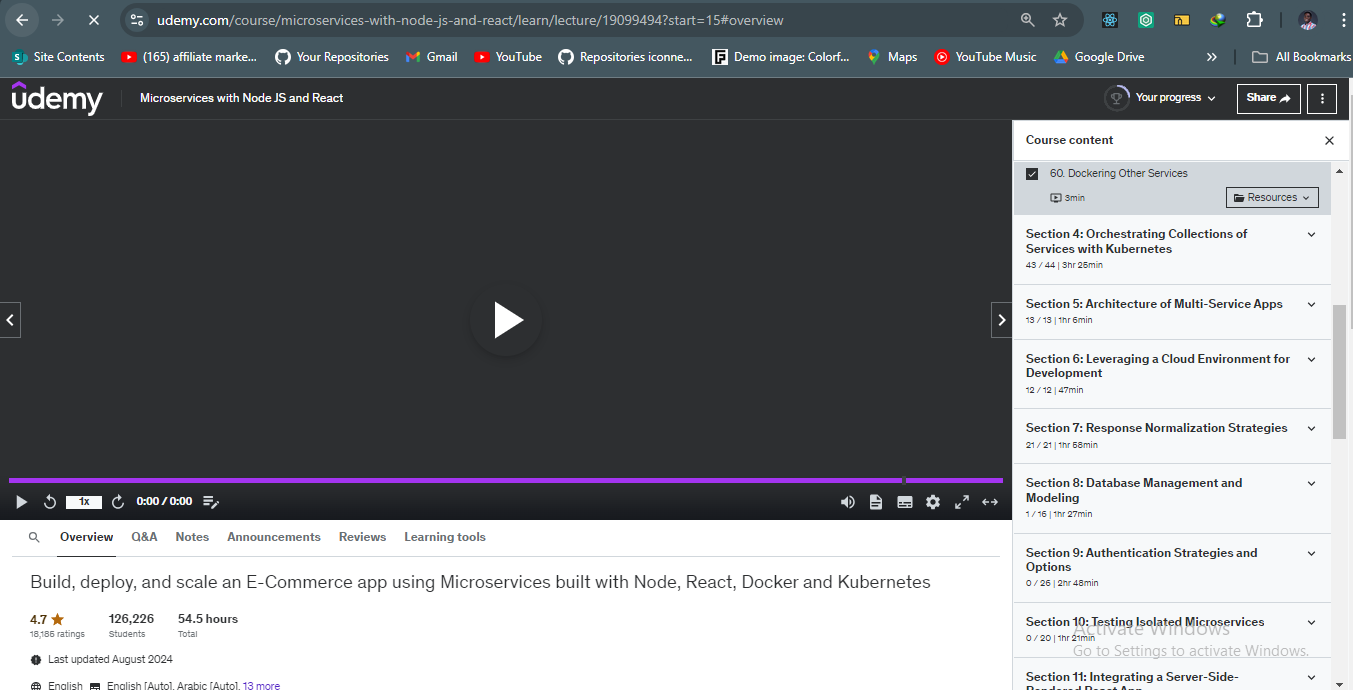 udemy.com/course/microservices-with-node-js-and-react/learn/lecture/19099494?start=15#overview
Site Contents
(165) affiliate marke...
Your Repositories
Gmail
YouTube
Repositories iconne...
Demo image: Colorf...
Maps
YouTube Music
Google Drive
All Bookmarks
udemy
Microservices with Node JS and React
Your progress
Share
Course content
60. Dockering Other Services
3min
Resources
Section 4: Orchestrating Collections of
Services with Kubernetes
43 / 44 | 3hr 25min
Section 5: Architecture of Multi-Service Apps
13 / 13 | 1hr 6min
Section 6: Leveraging a Cloud Environment for
Development
12 / 12 | 47min
Section 7: Response Normalization Strategies
21 / 21 | 1hr 58min
Section 8: Database Management and
Modeling
1 / 16 | 1hr 27min
Section 9: Authentication Strategies and
Options
0 / 26 | 2hr 48min
Section 10: Testing Isolated Microservices
0 / 20 | 1hr 21min
Section 11: Integrating a Server-Side-
Rendered React App
1x
0:00 / 0:00
Overview
Q&A
Notes
Announcements
Reviews
Learning tools
Build, deploy, and scale an E-Commerce app using Microservices built with Node, React, Docker and Kubernetes
4.7
18,185 ratings
126,226
Students
54.5 hours
Total
Last updated August 2024
English
English [Auto], Arabic [Auto], 13 more
Activate Windows
Go to Settings to activate Windows.